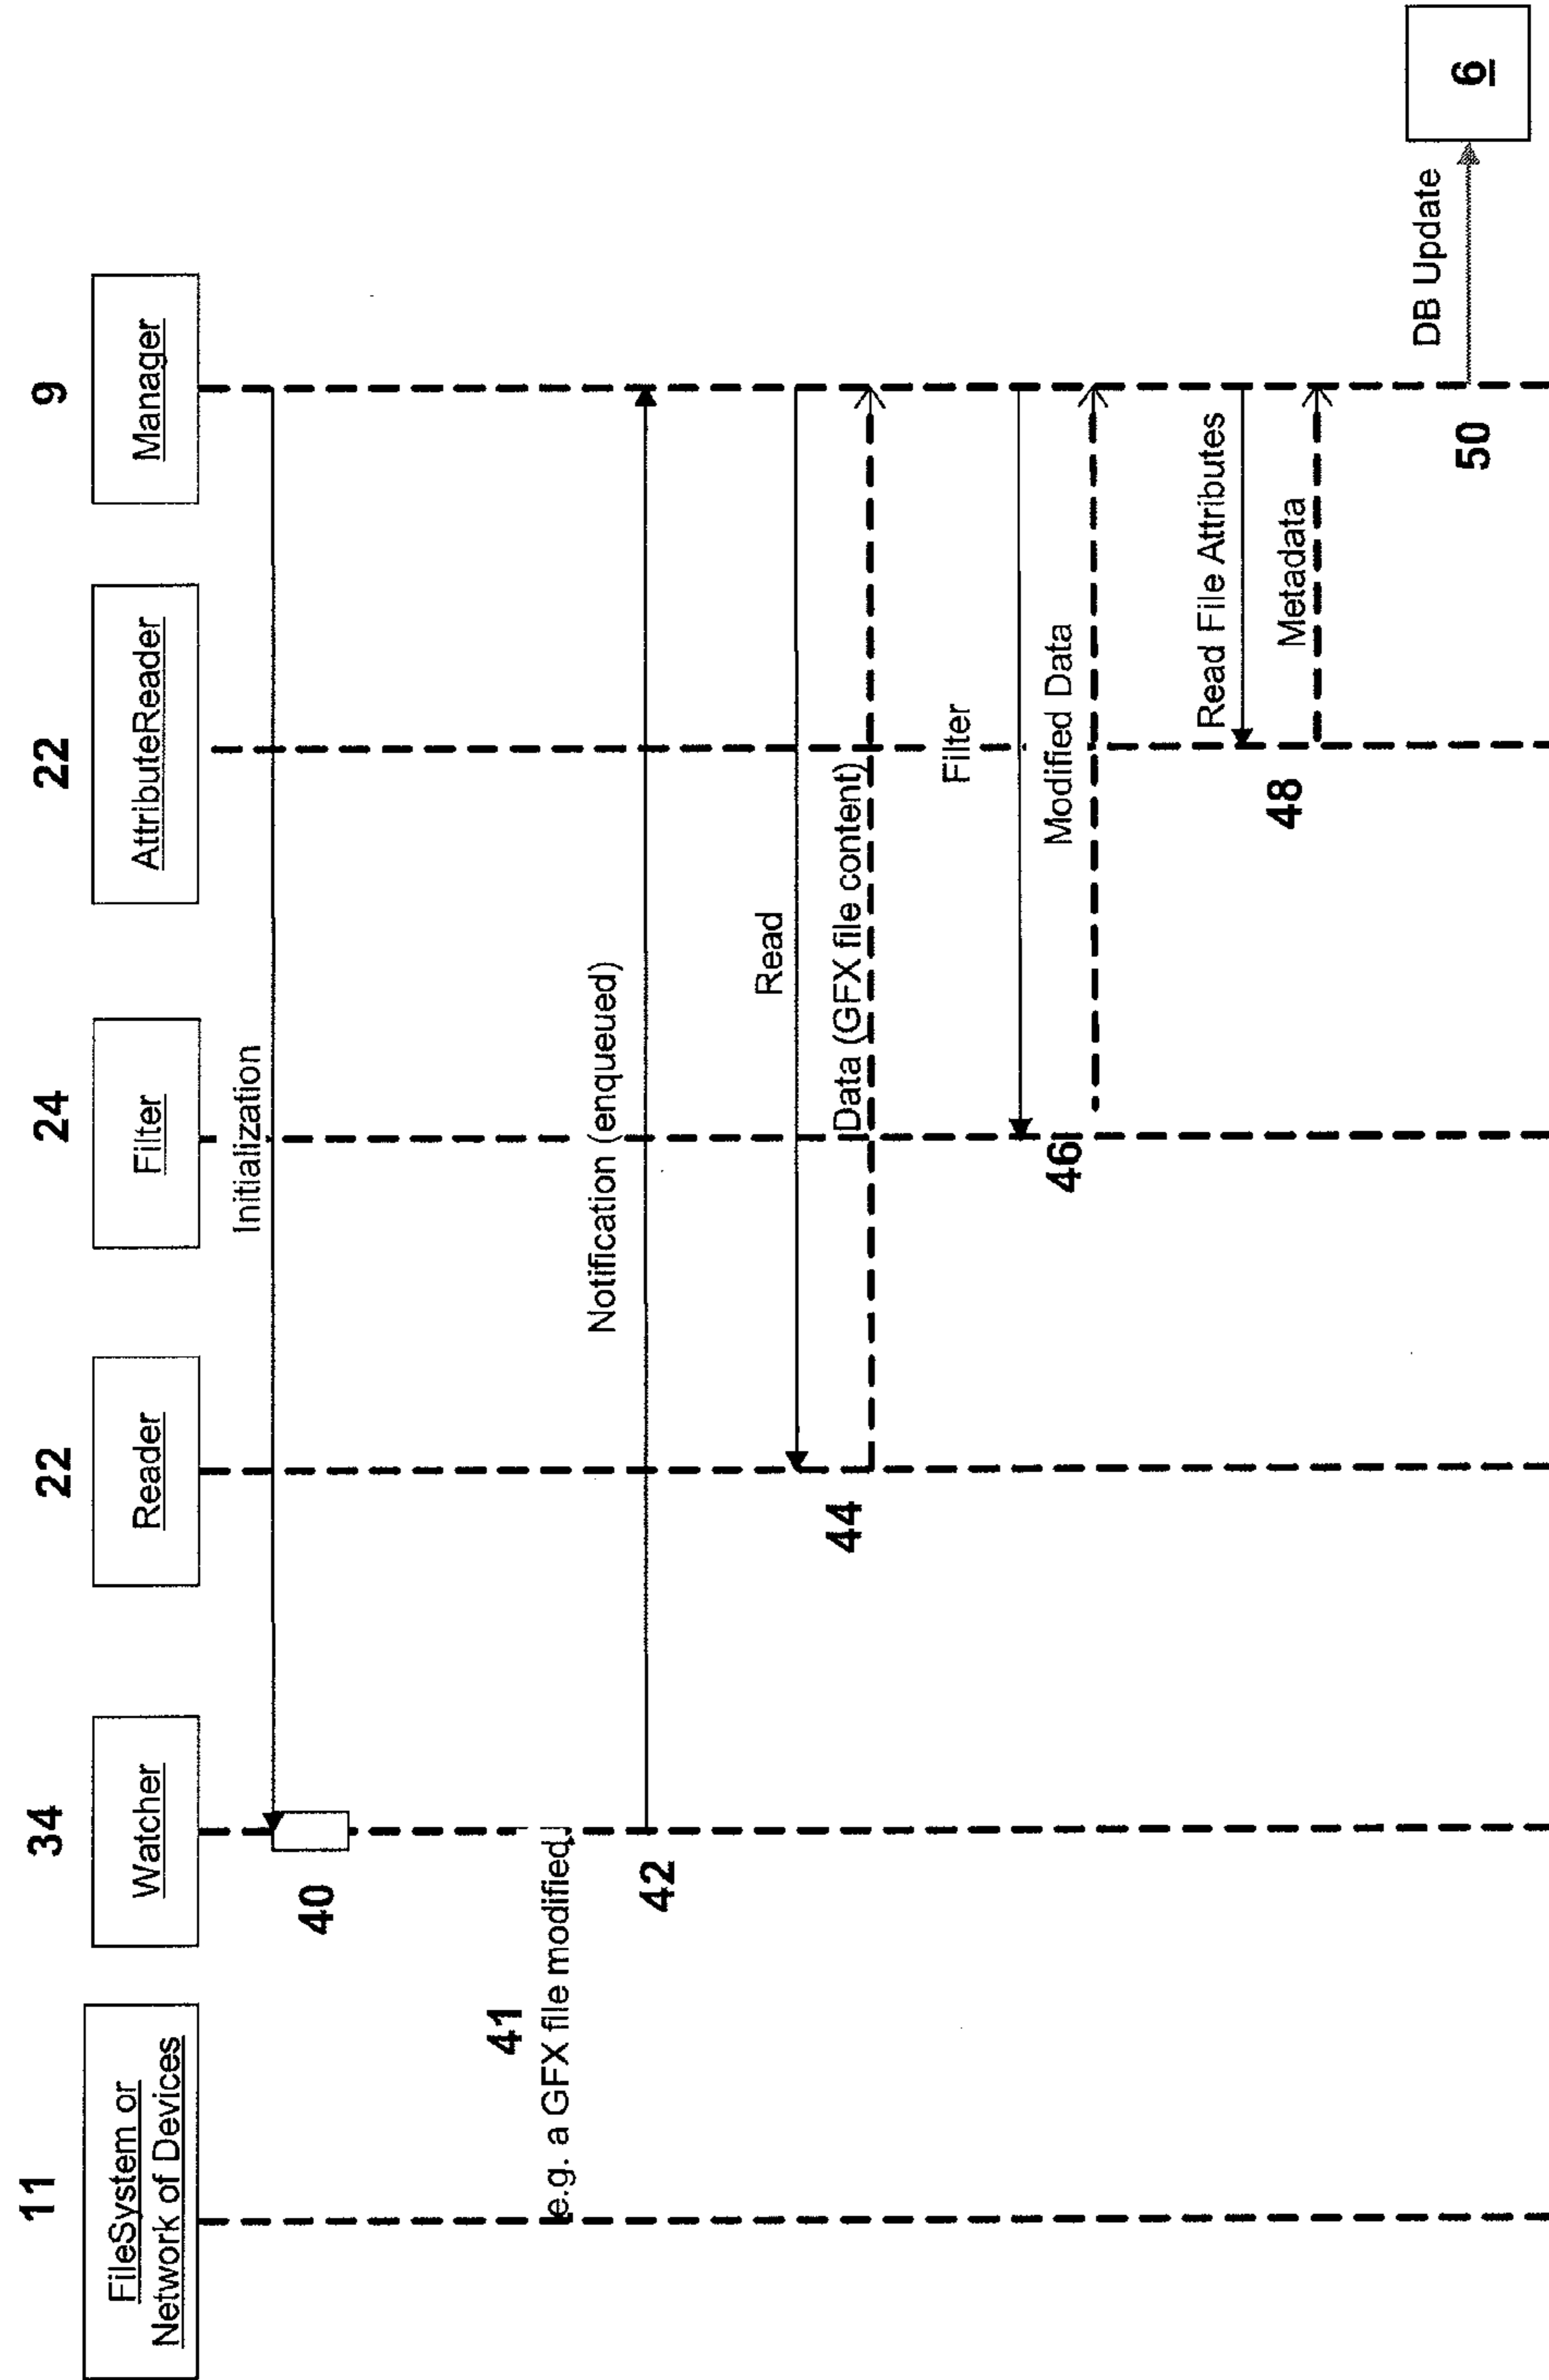 11
34
22
24
22
9
FileSystem or
Network of Devices
Watcher
Reader
Filter
AttributeReader
Manager
Initialization
40
41
e.g. a GFX file modified
Notification (enqueued)
42
Read
Data (GFX file content)
44
Filter
Modified Data
46
Read File Attributes
Metadata
48
DB Update
50
6